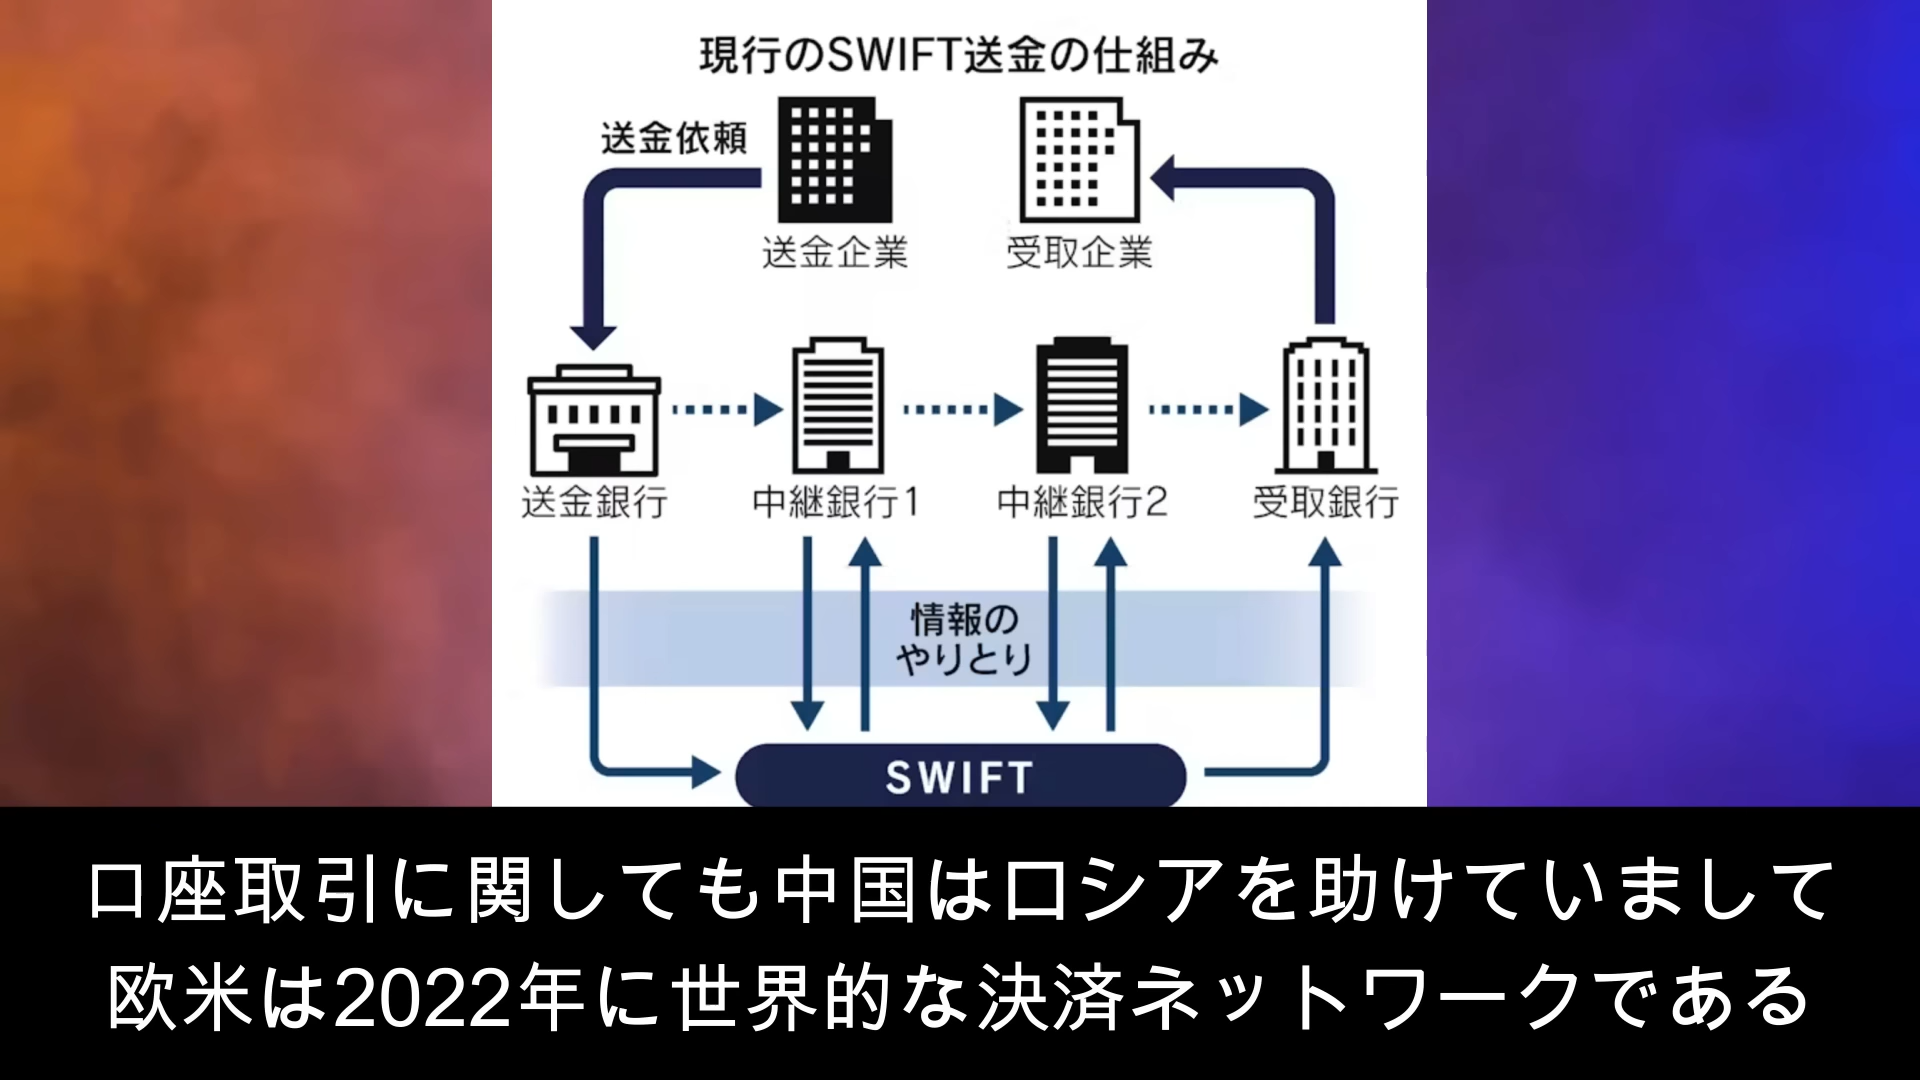 現行のSWIFT送金の仕組み
送金依頼
送金企業
受取企業
送金銀行
中継銀行1
中継銀行2
受取銀行
情報の
やりとり
SWIFT
口座取引に関しても中国はロシアを助けていまして
欧米は2022年に世界的な決済ネットワークである